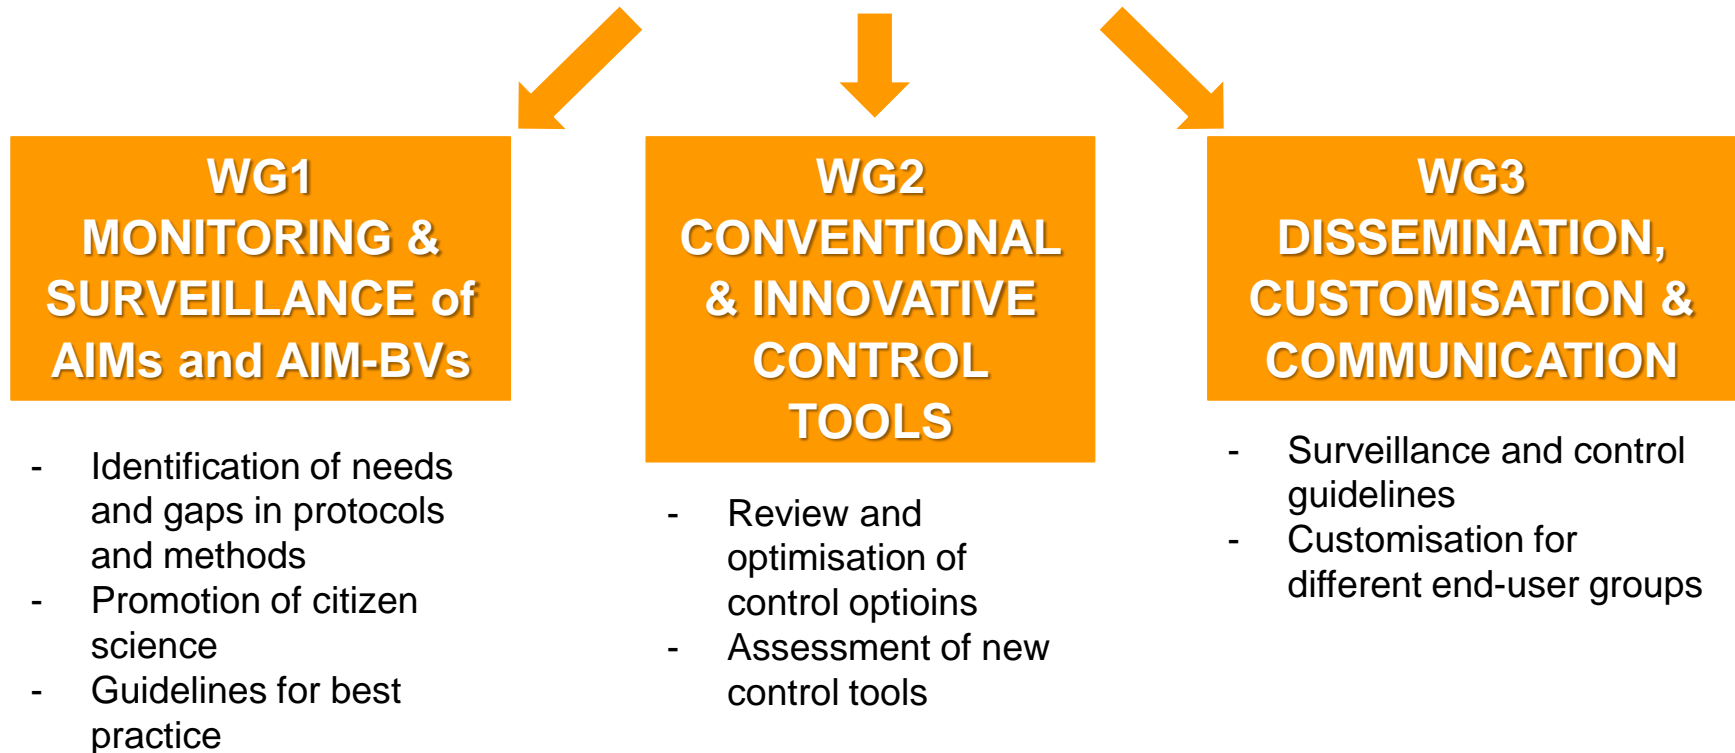 WG1
MONITORING &
SURVEILLANCE of
AIMs and AIM-BVs
- Identification of needs
and gaps in protocols
and methods
- Promotion of citizen
science
- Guidelines for best
practice
WG2
CONVENTIONAL
& INNOVATIVE
CONTROL
TOOLS
- Review and
optimisation of
control optioins
- Assessment of new
control tools
WG3
DISSEMINATION,
CUSTOMISATION &
COMMUNICATION
- Surveillance and control
guidelines
- Customisation for
different end-user groups